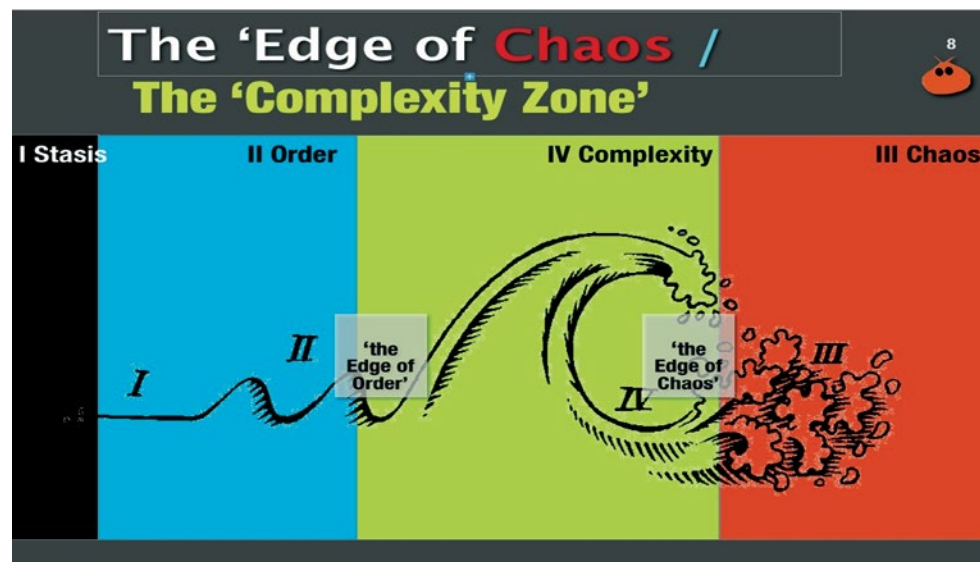 The ‘Edge of Chaos /
8
The ‘Complexity Zone’
I Stasis
II Order
IV Complexity
III Chaos
I
II
‘the
Edge of
Order’
‘the
Edge of
Chaos’
IV
III